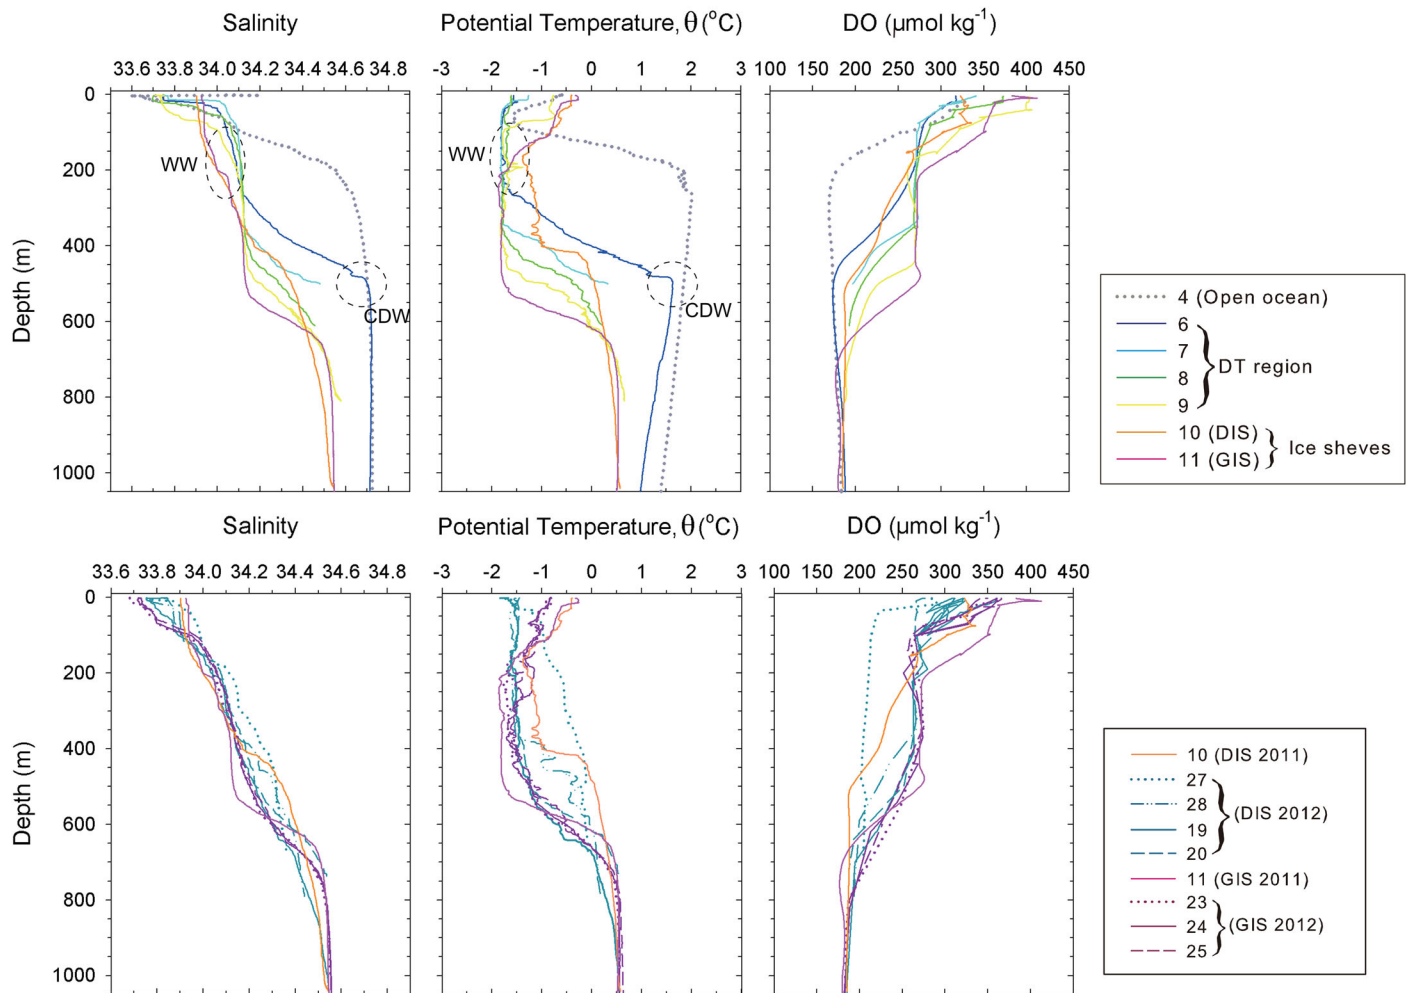 Salinity
Potential Temperature, θ (oC)
DO (µmol kg-1)
33.6 33.8 34.0 34.2 34.4 34.6 34.8
-3 -2 -1 0 1 2 3
100 150 200 250 300 350 400 450
0
200
400
600
800
1000
Depth (m)
WW
CDW
WW
CDW
4 (Open ocean)
6
7
8
9
DT region
10 (DIS)
11 (GIS)
Ice sheves
Salinity
Potential Temperature, θ (oC)
DO (µmol kg-1)
33.6 33.8 34.0 34.2 34.4 34.6 34.8
-3 -2 -1 0 1 2 3
100 150 200 250 300 350 400 450
0
200
400
600
800
1000
Depth (m)
10 (DIS 2011)
27
28
19
20
(DIS 2012)
11 (GIS 2011)
23
24
25
(GIS 2012)